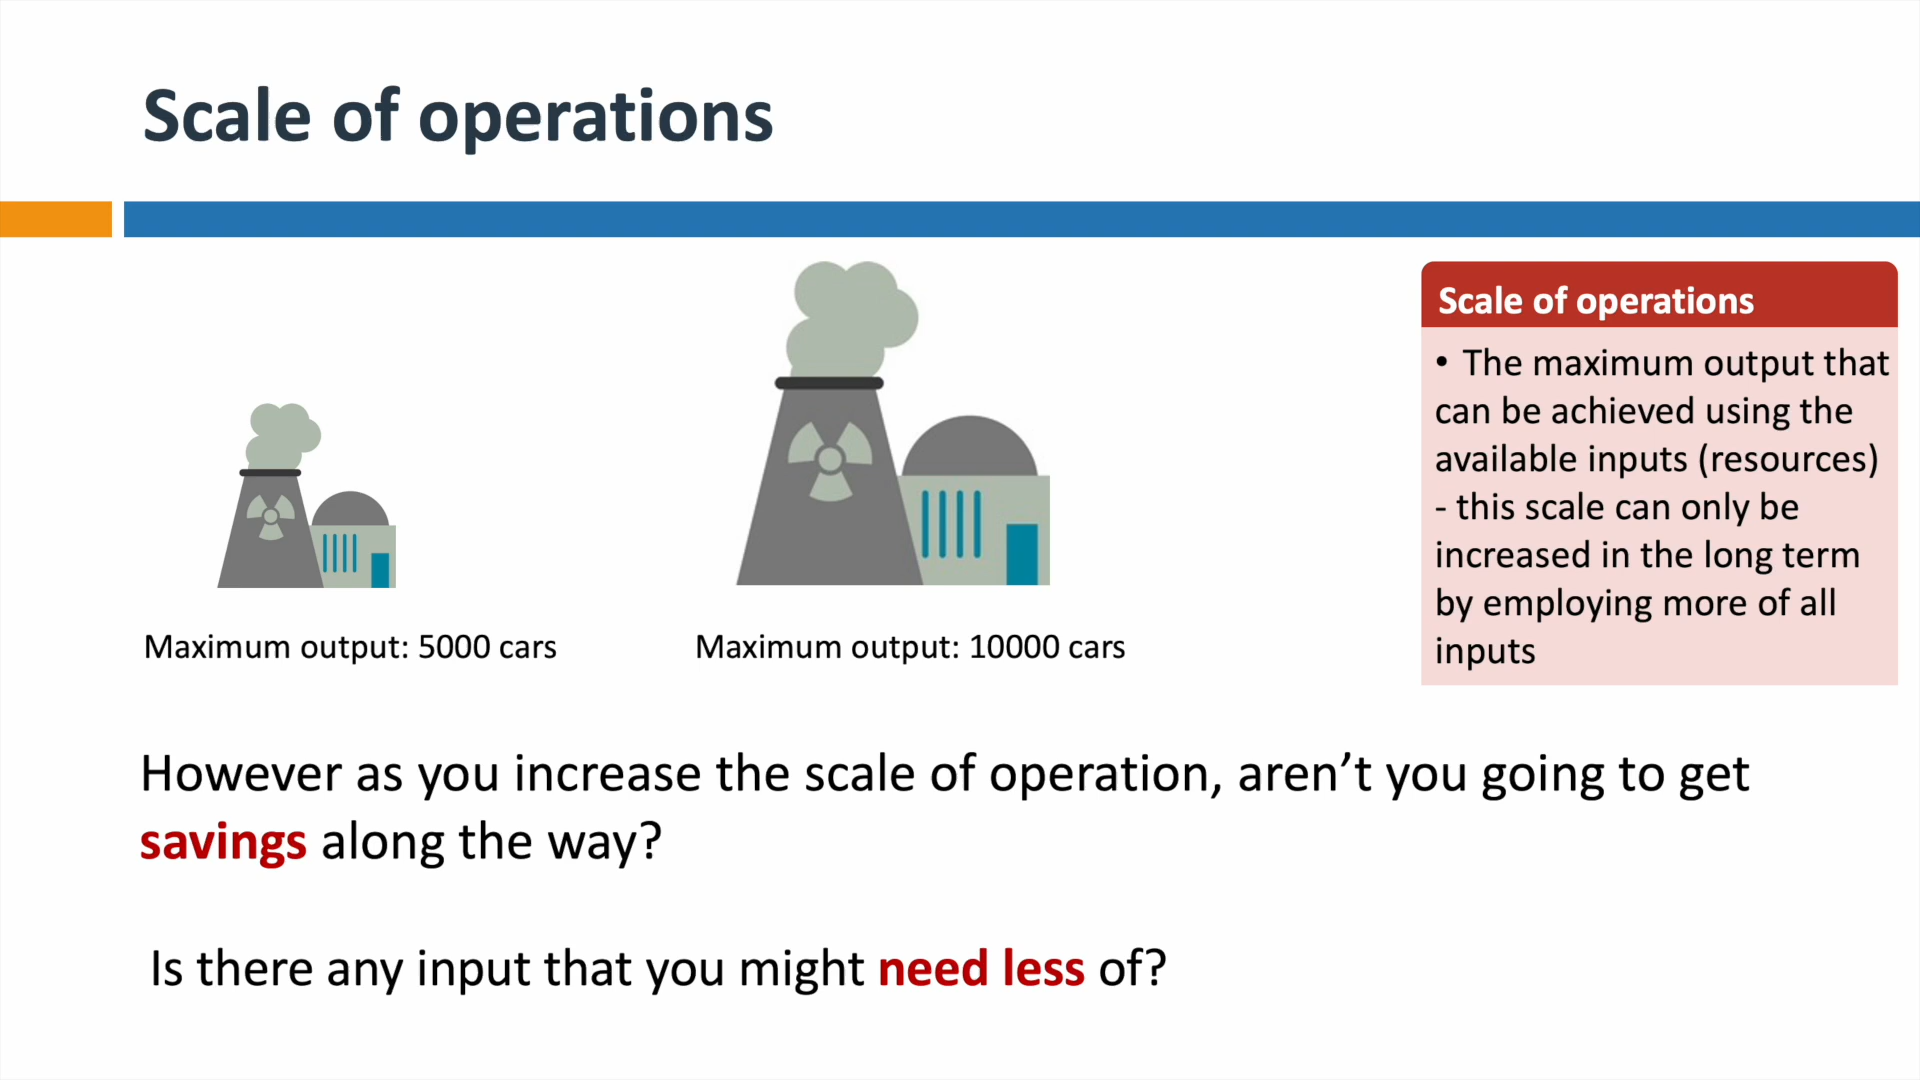 Scale of operations
Scale of operations
• The maximum output that
can be achieved using the
available inputs (resources)
- this scale can only be
increased in the long term
by employing more of all
inputs
Maximum output: 5000 cars
Maximum output: 10000 cars
However as you increase the scale of operation, aren’t you going to get
savings along the way?
Is there any input that you might need less of?